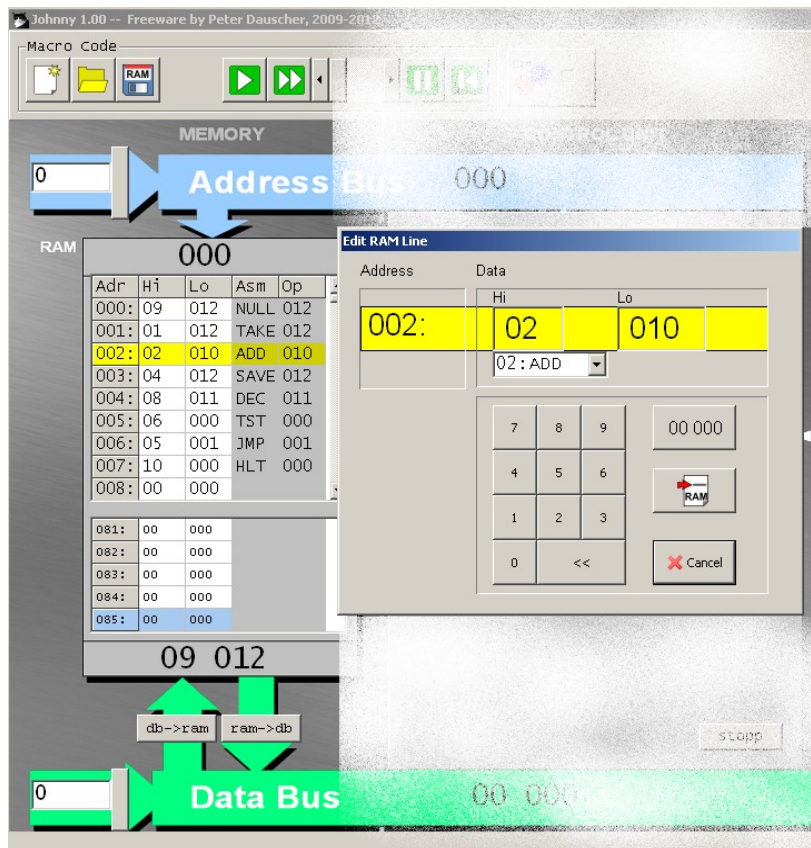 Johnny 1.00 -- Freeware by Peter Dauscher, 2009-2012
Macro Code
RAM
MEMORY
CONTROL UNIT
0
Address Bus 000
RAM
000
Adr Hi Lo Asm Op
000: 09 012 NULL 012
001: 01 012 TAKE 012
002: 02 010 ADD 010
003: 04 012 SAVE 012
004: 08 011 DEC 011
005: 06 000 TST 000
006: 05 001 JMP 001
007: 10 000 HLT 000
008: 00 000
081: 00 000
082: 00 000
083: 00 000
084: 00 000
085: 00 000
09 012
db->ram ram->db
0
Data Bus 00 000
Edit RAM Line
Address Data
Hi Lo
002: 02 010
02:ADD
7 8 9 00 000
4 5 6
RAM
1 2 3
0 << Cancel
stopp